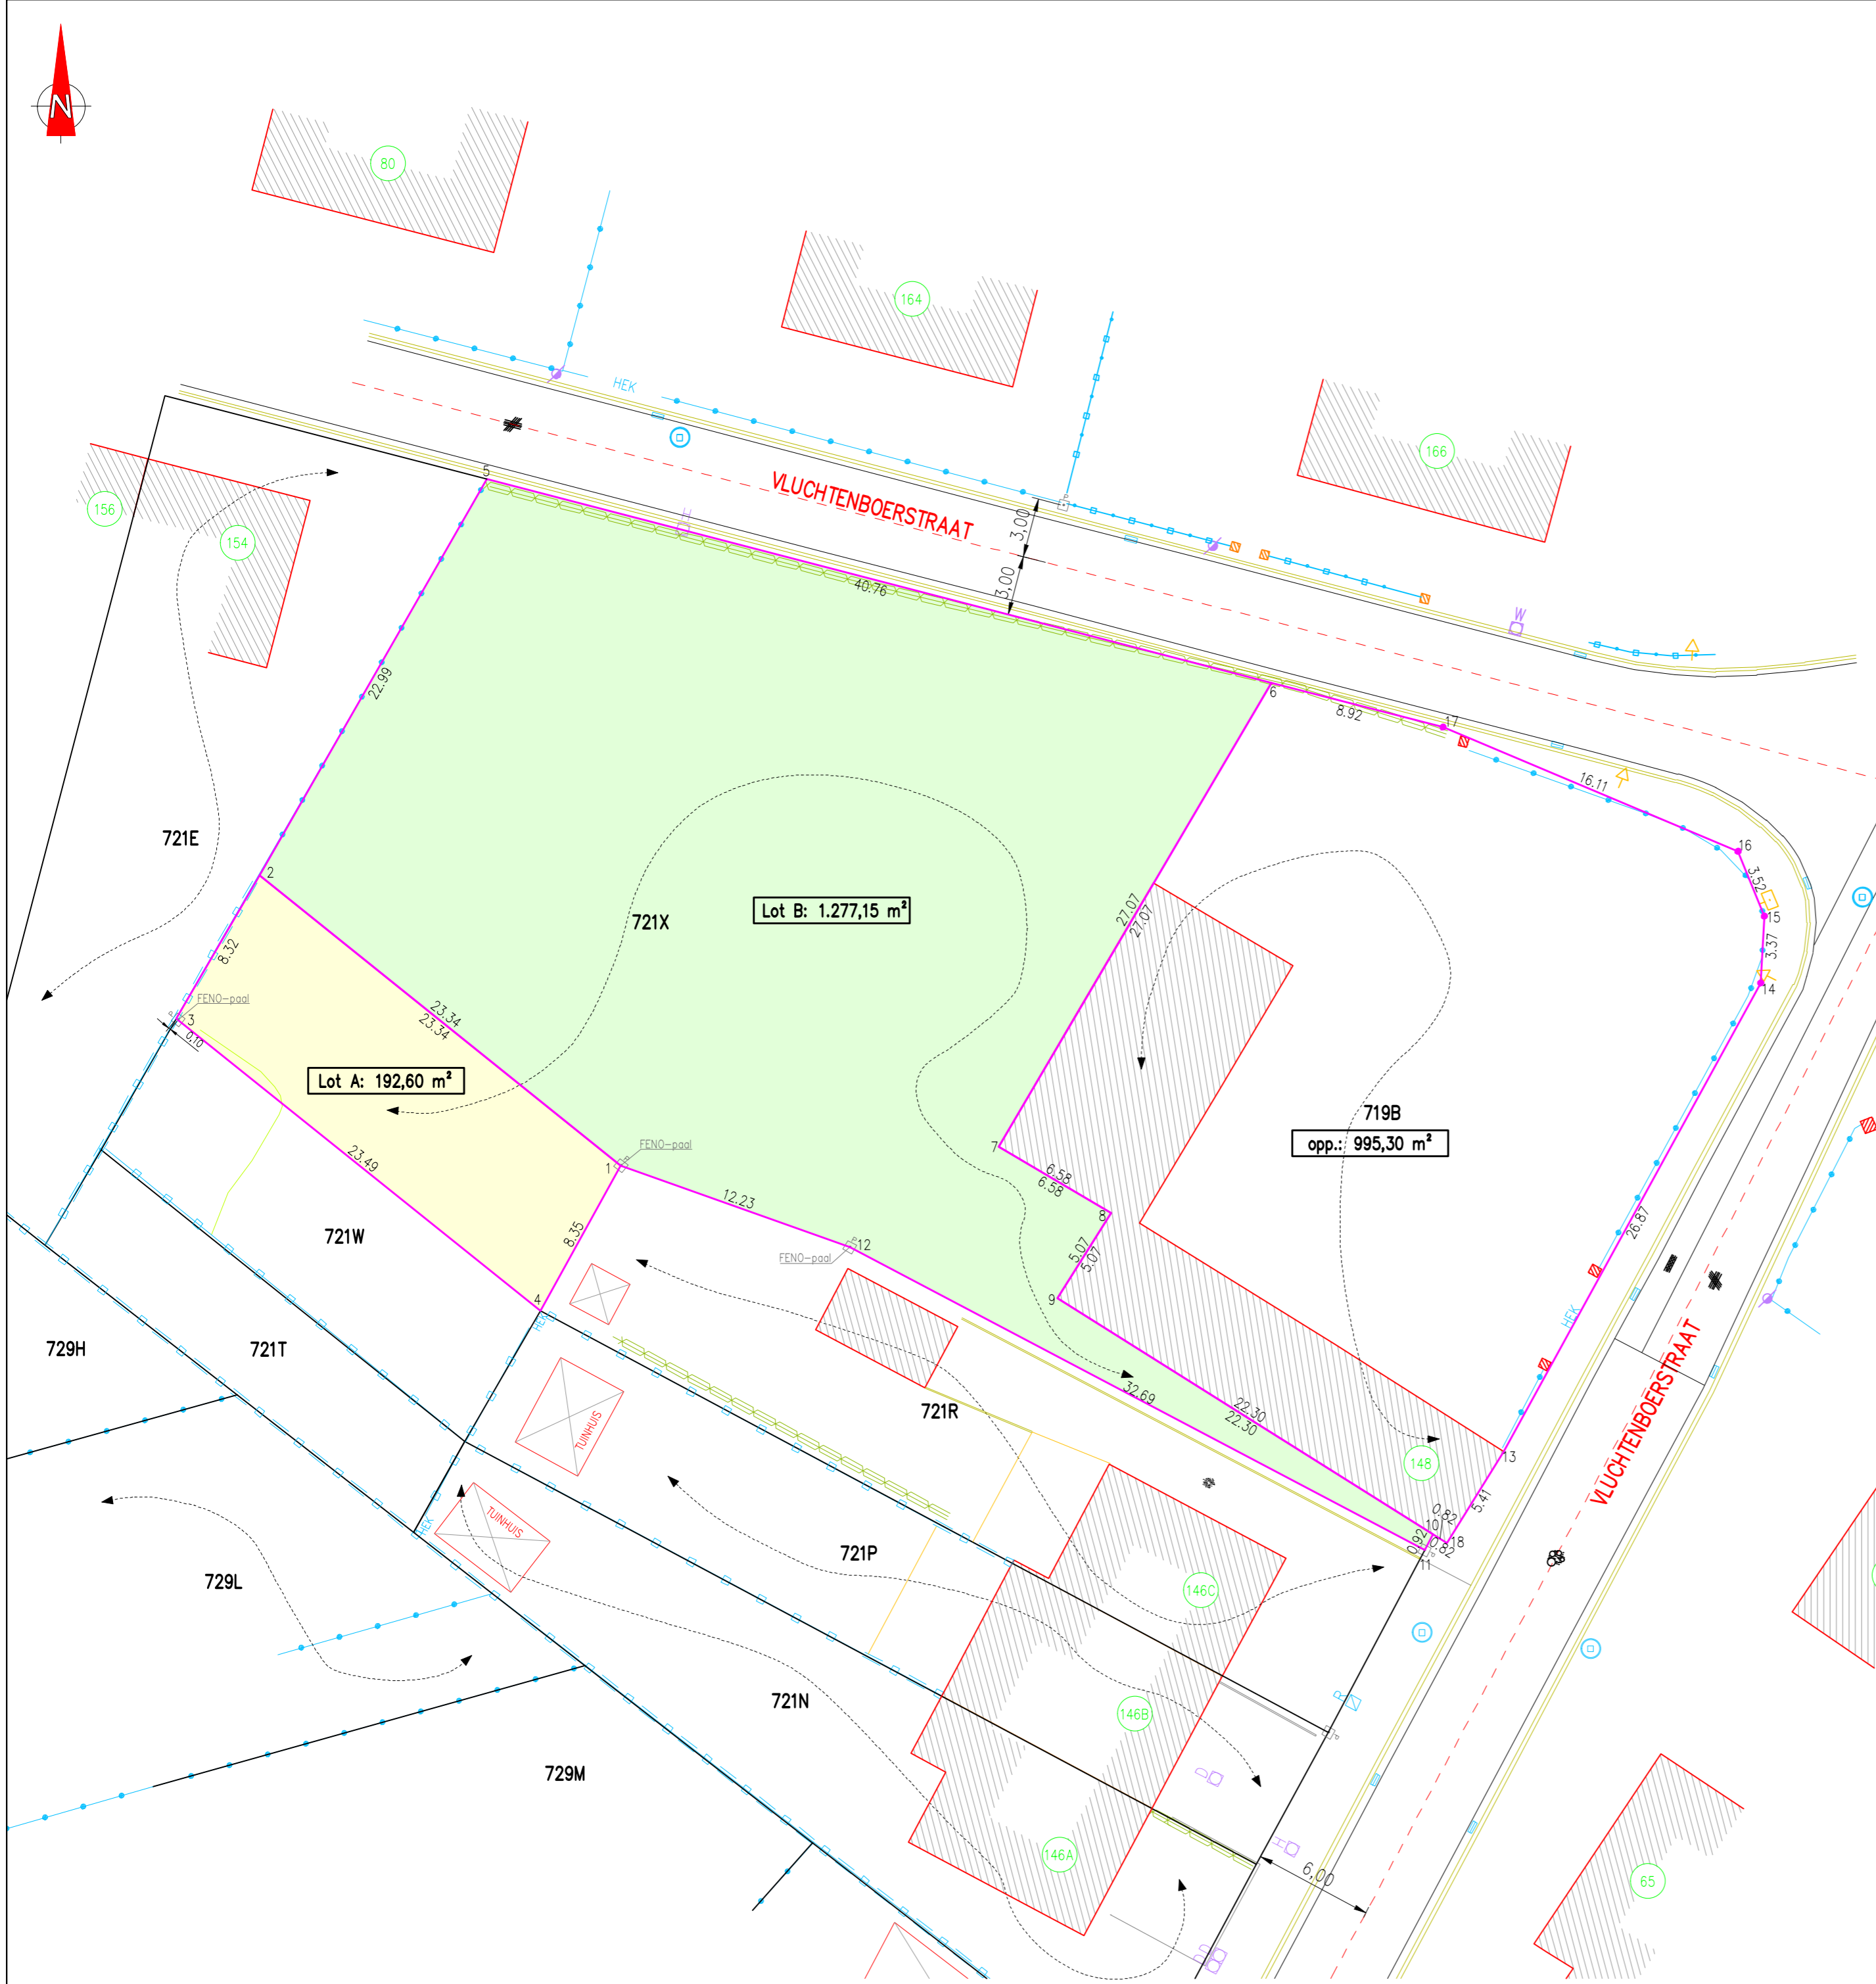 N
80
164
166
HEK
VLUCHTENBOERSTRAAT
3,00
3,00
W
E
156
154
5
40.76
6
8.92
17
16.11
16
3.52
15
3.37
14
22.99
721E
2
721X
Lot B: 1.277,15 m²
27.07
27.07
8.32
FENO-paal
3
0,10
23.34
23.34
Lot A: 192,60 m²
719B
opp.: 995,30 m²
FENO-paal
1
7
6.58
6.58
8
23.49
12.23
12
FENO-paal
8.35
5.07
5.07
9
26.87
HEK
721W
4
HEK
729H
721T
TUINHUIS
721R
32.69
22.30
22.30
148
13
5.41
VLUCHTENBOERSTRAAT
0.82
10
0.92
0.82
18
11
TUINHUIS
HEK
721P
146C
729L
R
721N
146B
729M
D
H
146A
6,00
65